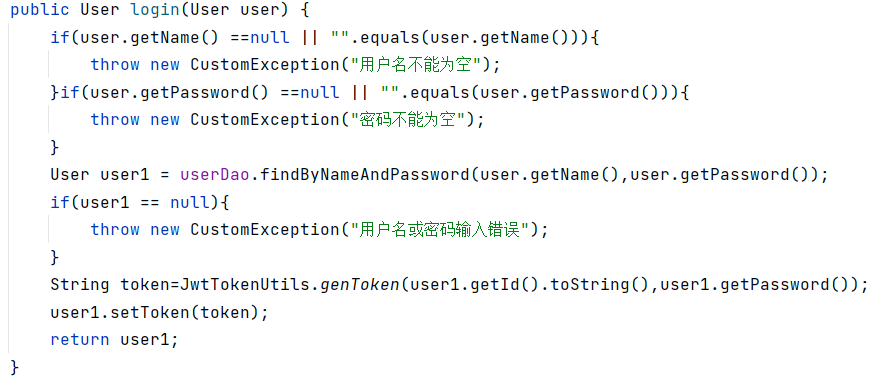 public User login(User user) {
    if(user.getName() ==null || "".equals(user.getName())){
        throw new CustomException("用户名不能为空");
    }if(user.getPassword() ==null || "".equals(user.getPassword())){
        throw new CustomException("密码不能为空");
    }
    User user1 = userDao.findByNameAndPassword(user.getName(),user.getPassword());
    if(user1 == null){
        throw new CustomException("用户名或密码输入错误");
    }
    String token=JwtTokenUtils.genToken(user1.getId().toString(),user1.getPassword());
    user1.setToken(token);
    return user1;
}